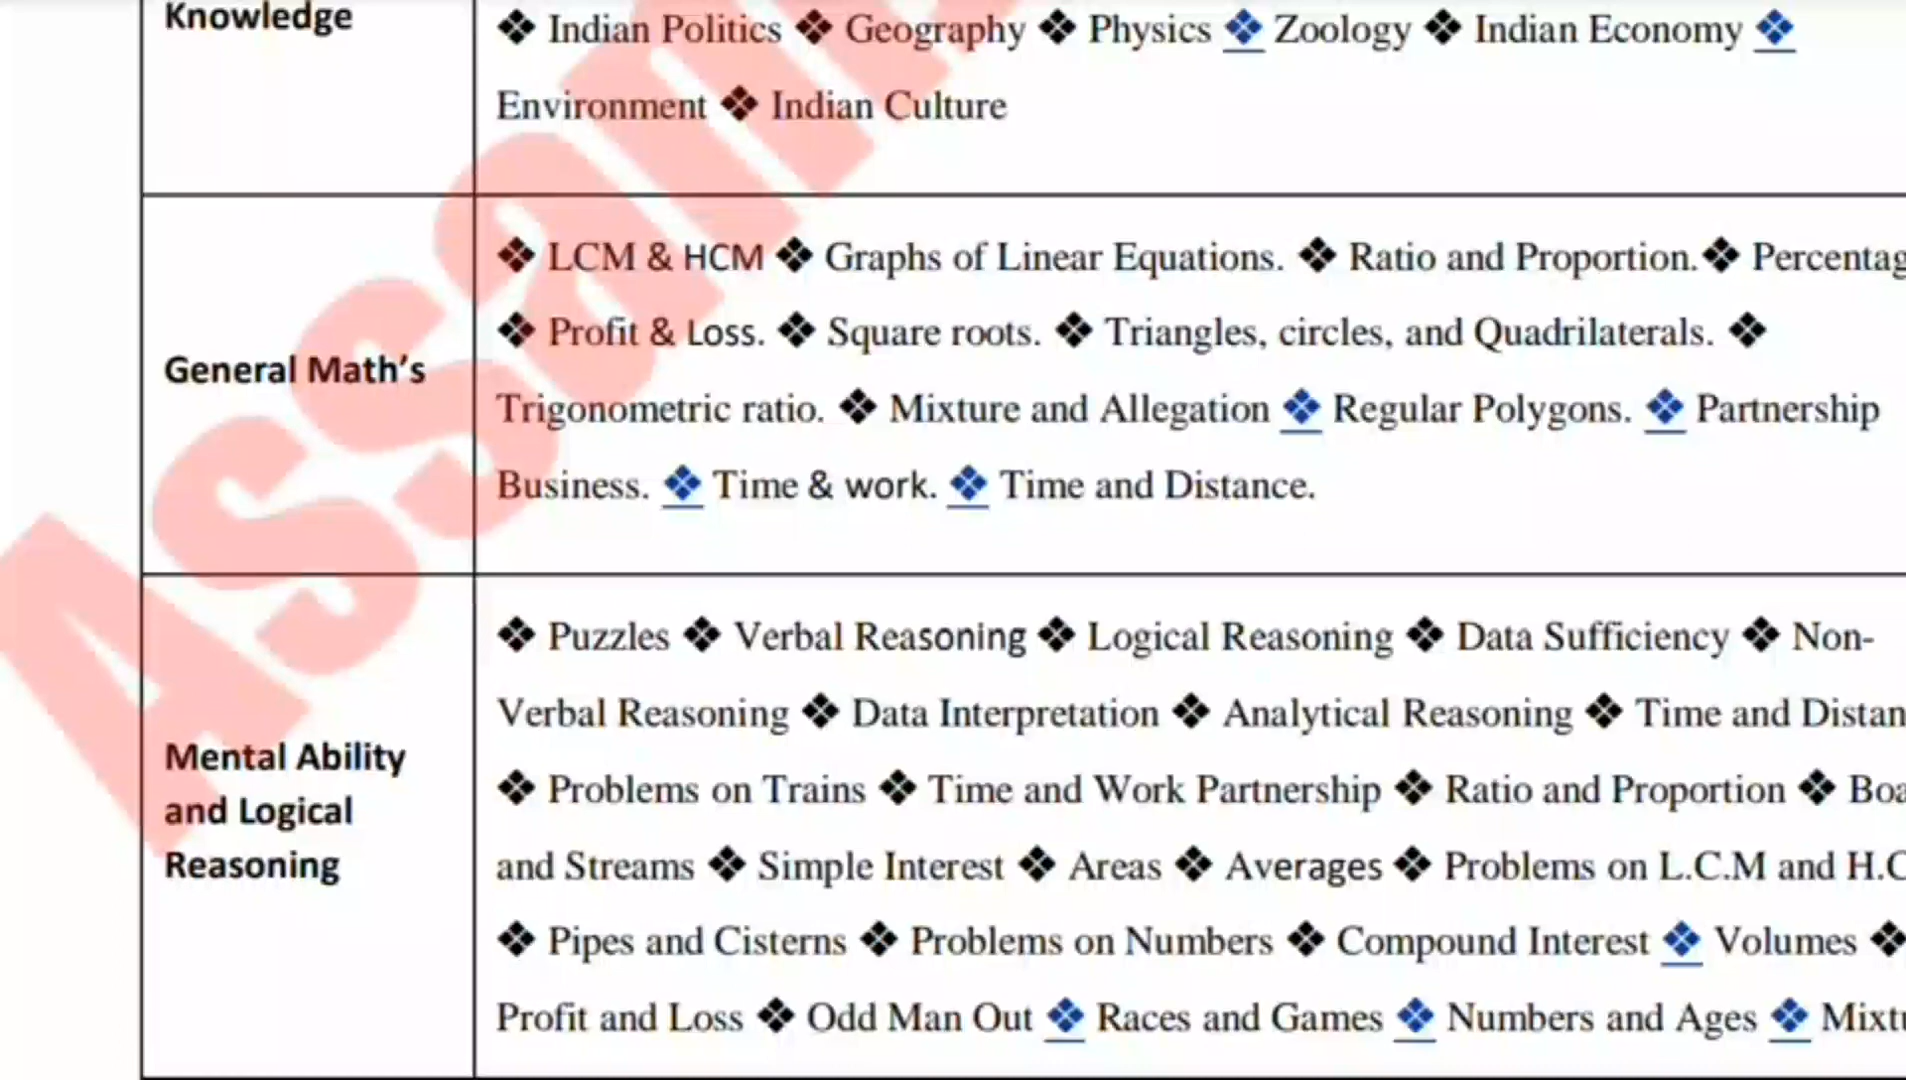 Knowledge
❖ Indian Politics ❖ Geography ❖ Physics ❖ Zoology ❖ Indian Economy ❖
Environment ❖ Indian Culture
General Math’s
❖ LCM & HCM ❖ Graphs of Linear Equations. ❖ Ratio and Proportion.❖ Percentag
❖ Profit & Loss. ❖ Square roots. ❖ Triangles, circles, and Quadrilaterals. ❖
Trigonometric ratio. ❖ Mixture and Allegation ❖ Regular Polygons. ❖ Partnership
Business. ❖ Time & work. ❖ Time and Distance.
Mental Ability
and Logical
Reasoning
❖ Puzzles ❖ Verbal Reasoning ❖ Logical Reasoning ❖ Data Sufficiency ❖ Non-
Verbal Reasoning ❖ Data Interpretation ❖ Analytical Reasoning ❖ Time and Distan
❖ Problems on Trains ❖ Time and Work Partnership ❖ Ratio and Proportion ❖ Boa
and Streams ❖ Simple Interest ❖ Areas ❖ Averages ❖ Problems on L.C.M and H.C
❖ Pipes and Cisterns ❖ Problems on Numbers ❖ Compound Interest ❖ Volumes ❖
Profit and Loss ❖ Odd Man Out ❖ Races and Games ❖ Numbers and Ages ❖ Mixtu
Assam